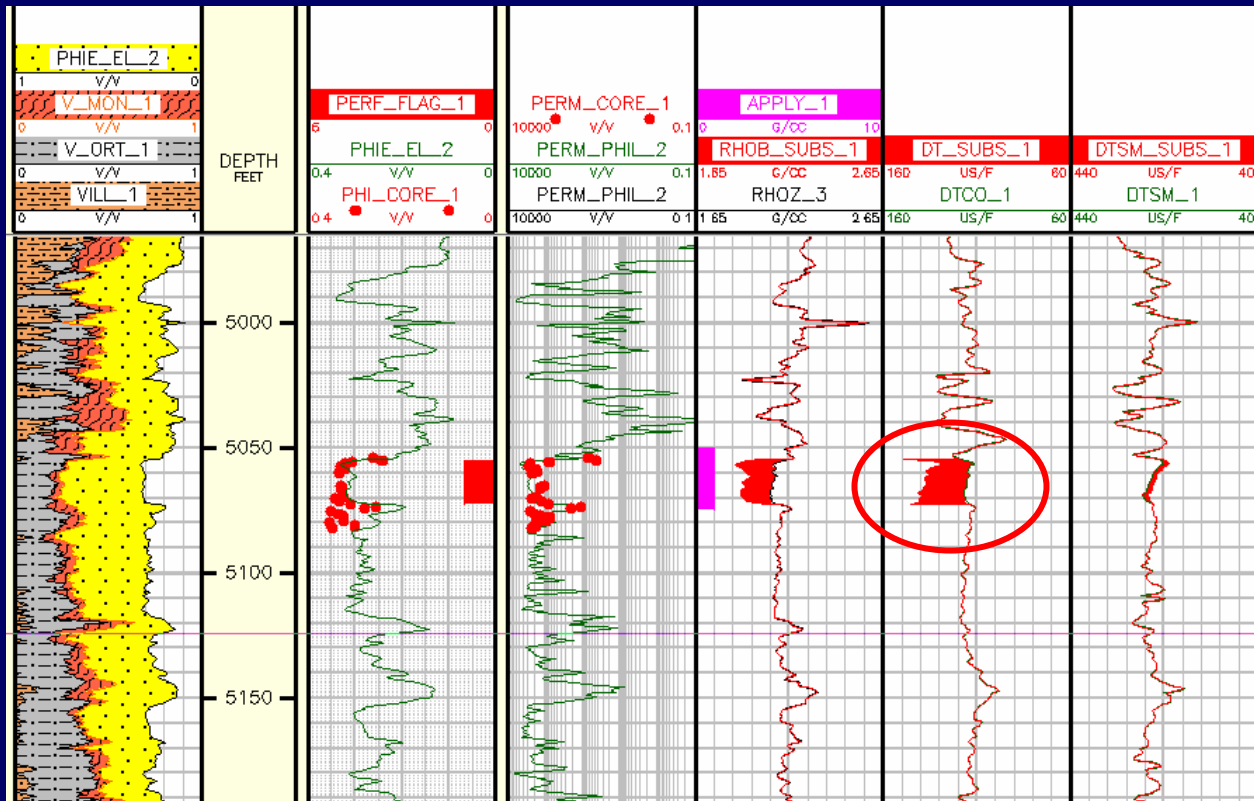 PHIE_EL_2
1 V/V 0
V_MON_1
0 V/V 1
V_ORT_1
0 V/V 1
VILL_1
0 V/V 1
DEPTH
FEET
PERF_FLAG_1
5 0
PHIE_EL_2
0.4 V/V 0
PHI_CORE_1
0.4 V/V 0
PERM_CORE_1
10000 V/V 0.1
PERM_PHIL_2
10000 V/V 0.1
PERM_PHIL_2
10000 V/V 0.1
APPLY_1
0 G/CC 10
RHOB_SUBS_1
1.65 G/CC 2.65
RHOZ_3
1.65 G/CC 2.65
DT_SUBS_1
160 US/F 60
DTCO_1
160 US/F 60
DTSM_SUBS_1
440 US/F 40
DTSM_1
440 US/F 40
5000
5050
5100
5150